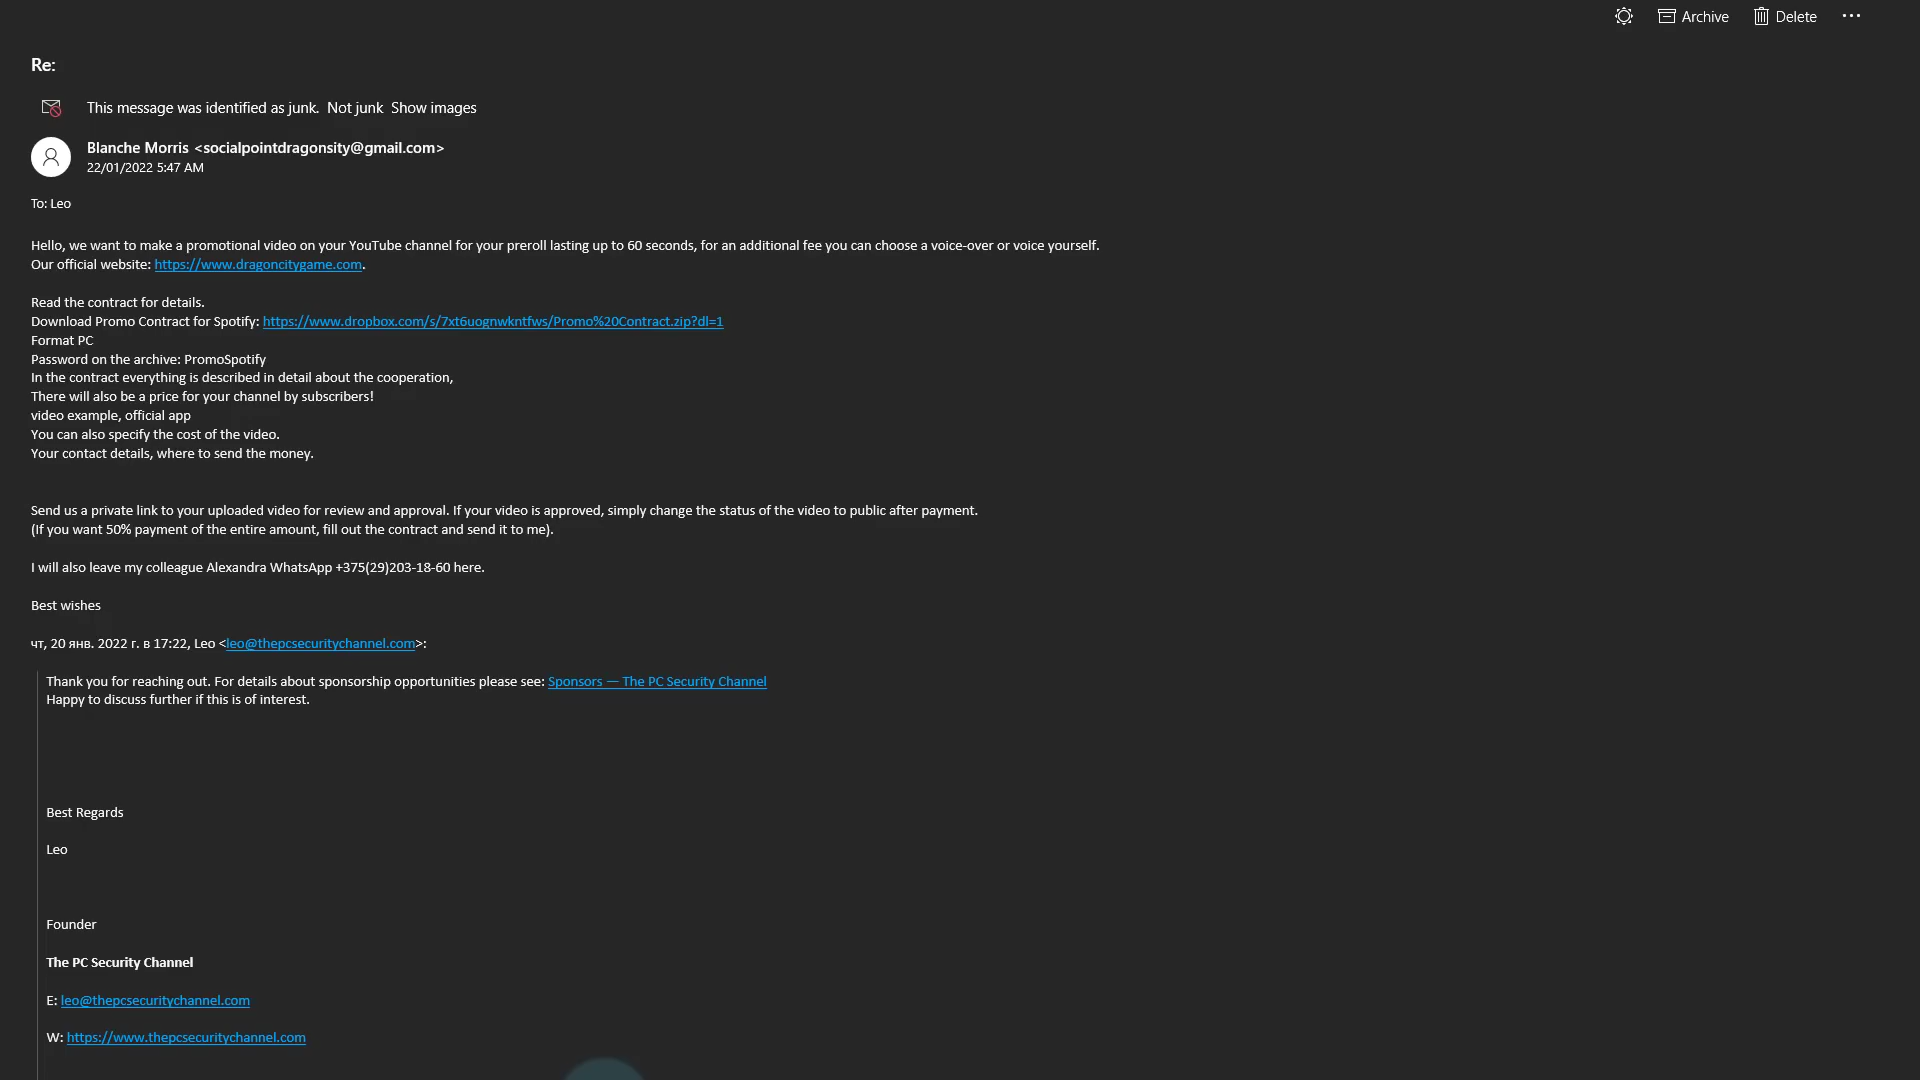 Archive
Delete
Re:
This message was identified as junk. Not junk Show images
Blanche Morris <socialpointdragonsity@gmail.com>
22/01/2022 5:47 AM
To: Leo
Hello, we want to make a promotional video on your YouTube channel for your preroll lasting up to 60 seconds, for an additional fee you can choose a voice-over or voice yourself.
Our official website: https://www.dragoncitygame.com.
Read the contract for details.
Download Promo Contract for Spotify: https://www.dropbox.com/s/7xt6uognwkntfws/Promo%20Contract.zip?dl=1
Format PC
Password on the archive: PromoSpotify
In the contract everything is described in detail about the cooperation,
There will also be a price for your channel by subscribers!
video example, official app
You can also specify the cost of the video.
Your contact details, where to send the money.
Send us a private link to your uploaded video for review and approval. If your video is approved, simply change the status of the video to public after payment.
(If you want 50% payment of the entire amount, fill out the contract and send it to me).
I will also leave my colleague Alexandra WhatsApp +375(29)203-18-60 here.
Best wishes
чт, 20 янв. 2022 г. в 17:22, Leo <leo@thepcsecuritychannel.com>:
Thank you for reaching out. For details about sponsorship opportunities please see: Sponsors — The PC Security Channel
Happy to discuss further if this is of interest.
Best Regards
Leo
Founder
The PC Security Channel
E: leo@thepcsecuritychannel.com
W: https://www.thepcsecuritychannel.com